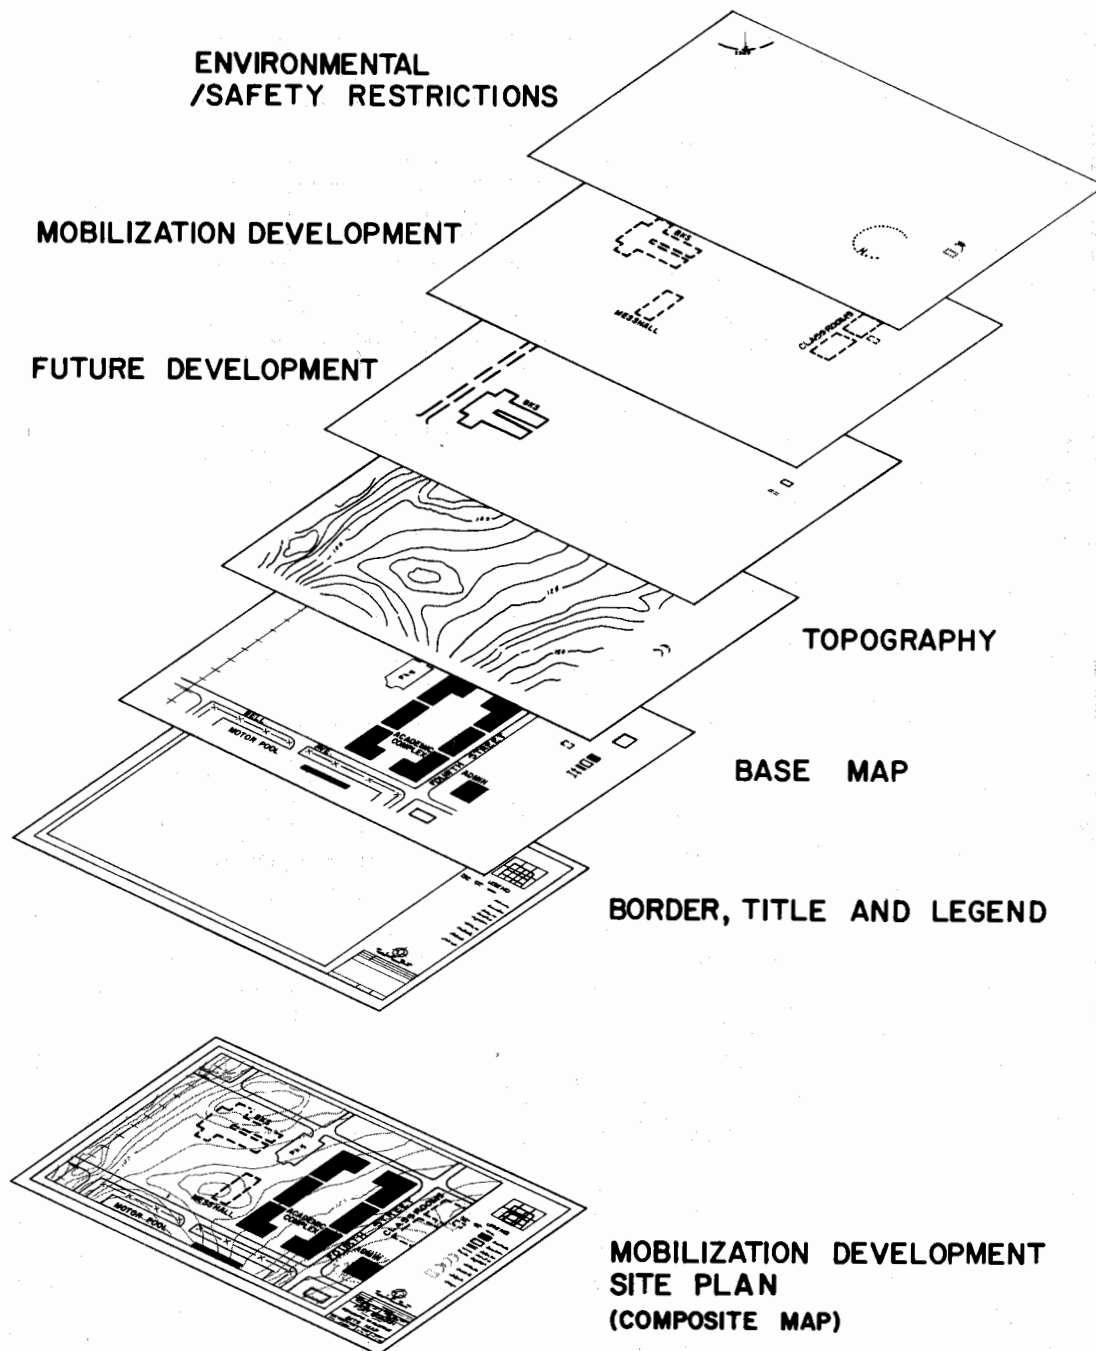 ENVIRONMENTAL
/SAFETY RESTRICTIONS
MOBILIZATION DEVELOPMENT
BKS
MESSHALL
CLASSROOMS
FUTURE DEVELOPMENT
BKS
TOPOGRAPHY
BELL
AVE
MOTOR POOL
ACADEMIC
COMPLEX
FOURTH STREET
ADMIN
BASE MAP
BORDER, TITLE AND LEGEND
BKS
MESSHALL
MOTOR POOL
ACADEMIC
COMPLEX
FOURTH STREET
CLASSROOMS
ADMIN
MOBILIZATION DEVELOPMENT
SITE PLAN
(COMPOSITE MAP)